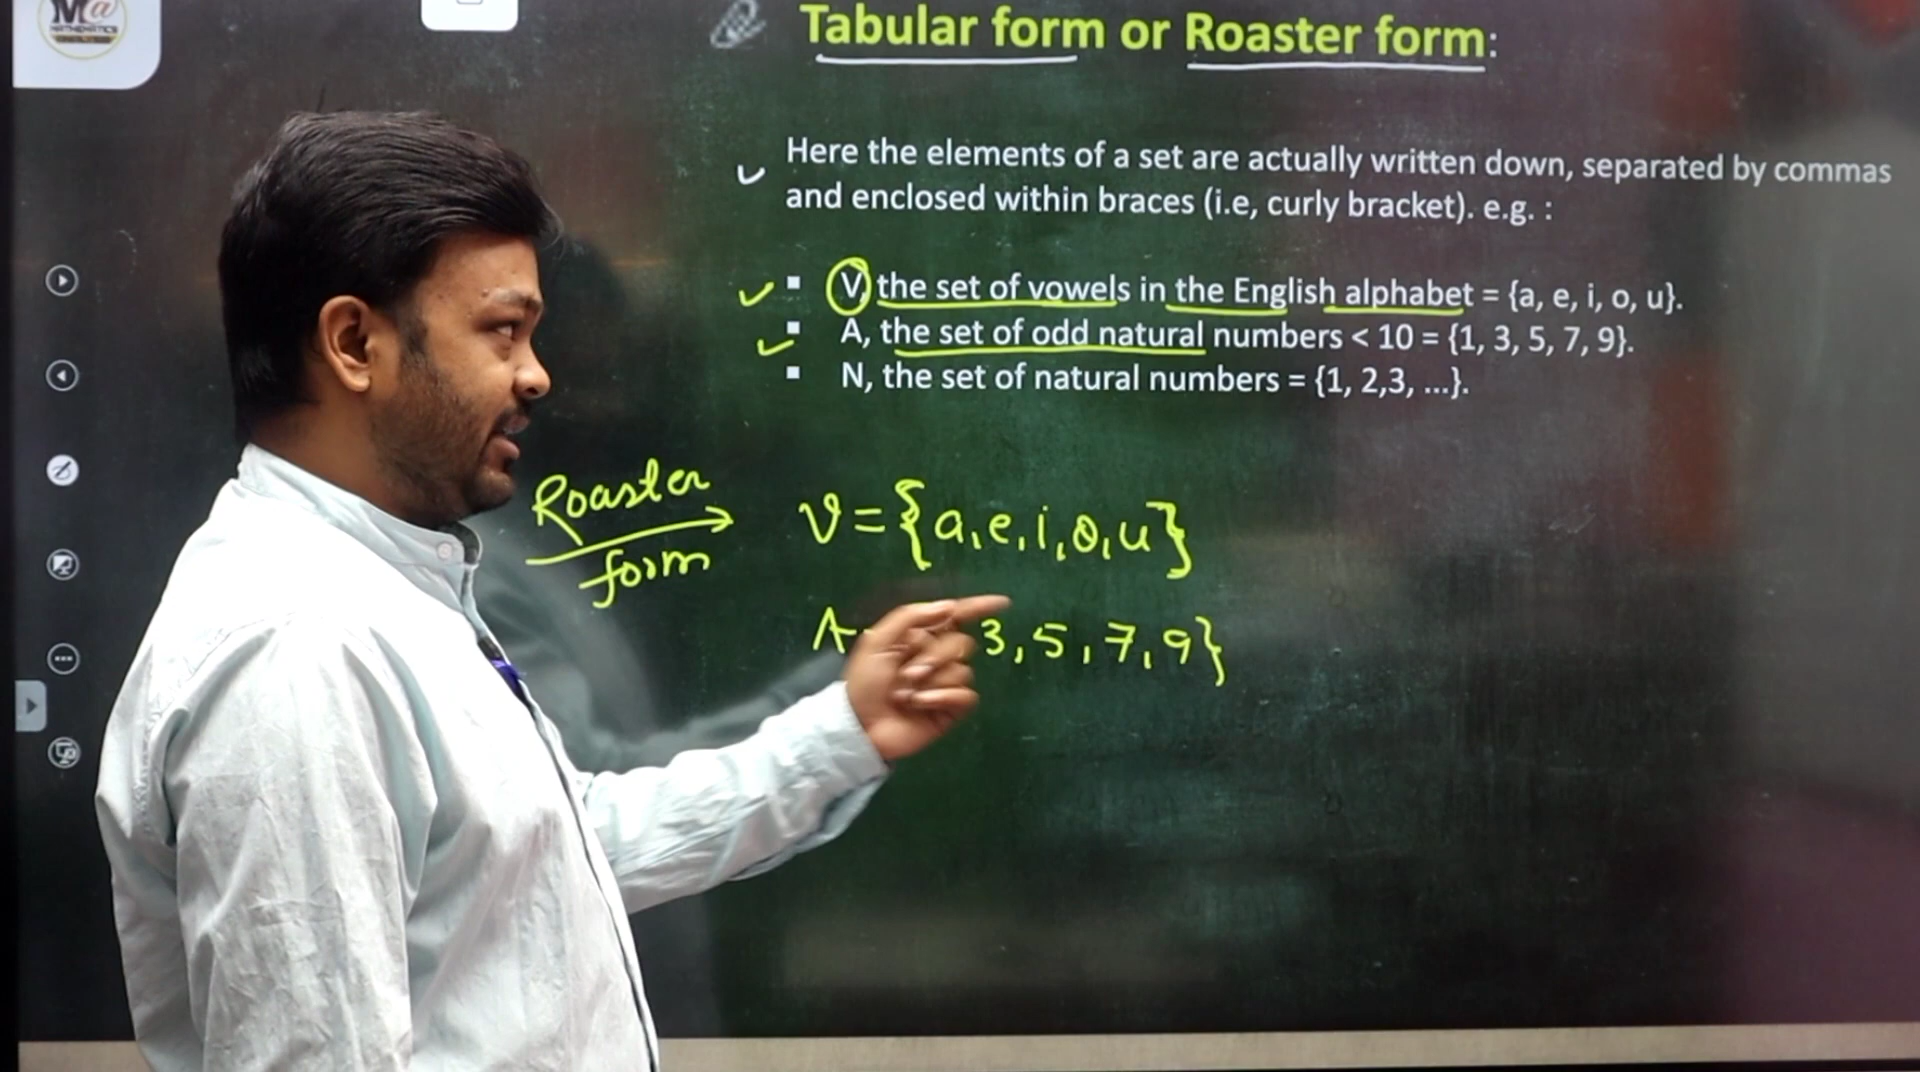 Ma
MATHEMATICS
Tabular form or Roaster form:
Here the elements of a set are actually written down, separated by commas
and enclosed within braces (i.e, curly bracket). e.g. :
▪ V, the set of vowels in the English alphabet = {a, e, i, o, u}.
▪ A, the set of odd natural numbers < 10 = {1, 3, 5, 7, 9}.
▪ N, the set of natural numbers = {1, 2,3, ...}.
Roaster
form
V={a,e,i,o,u}
A 3,5,7,9}